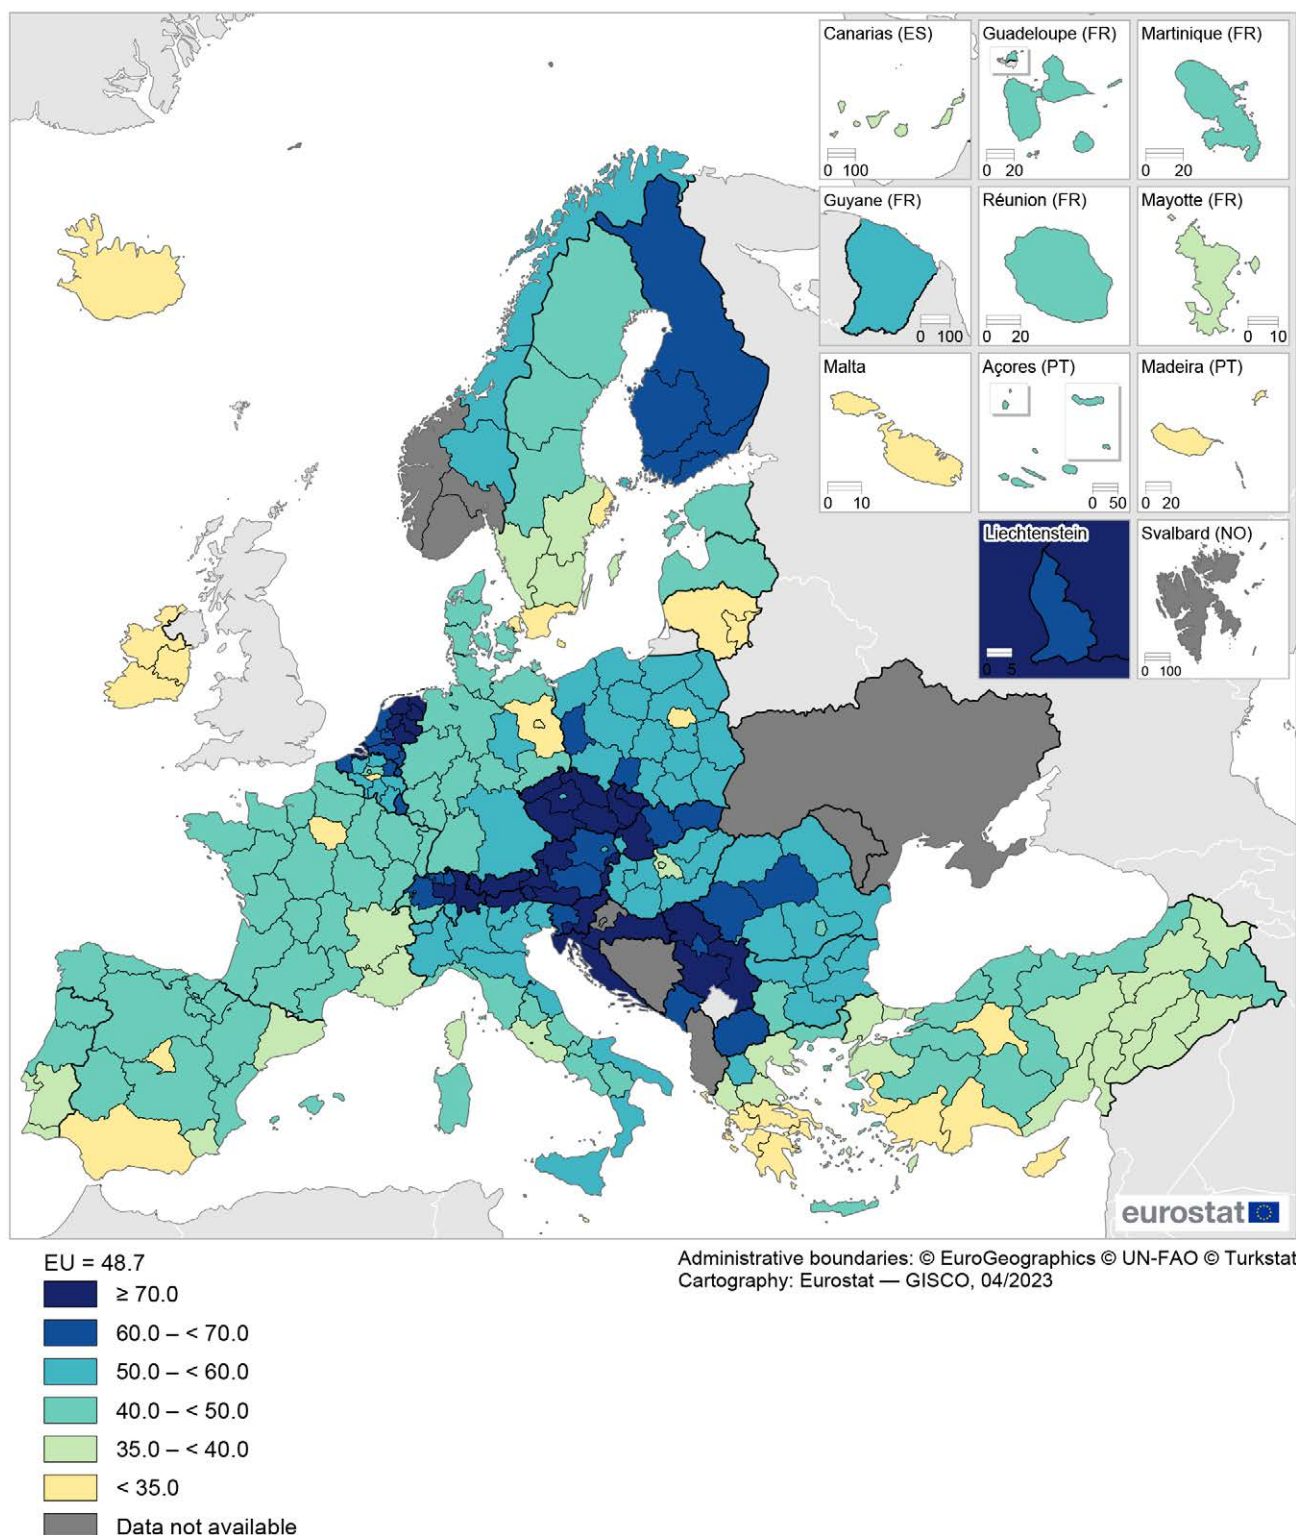 Canarias (ES)
0 100
Guadeloupe (FR)
0 20
Martinique (FR)
0 20
Guyane (FR)
0 100
Réunion (FR)
0 20
Mayotte (FR)
0 10
Malta
0 10
Açores (PT)
0 50
Madeira (PT)
0 20
Liechtenstein
0 5
Svalbard (NO)
0 100
eurostat
EU = 48.7
≥ 70.0
60.0 – < 70.0
50.0 – < 60.0
40.0 – < 50.0
35.0 – < 40.0
< 35.0
Data not available
Administrative boundaries: © EuroGeographics © UN-FAO © Turkstat
Cartography: Eurostat — GISCO, 04/2023